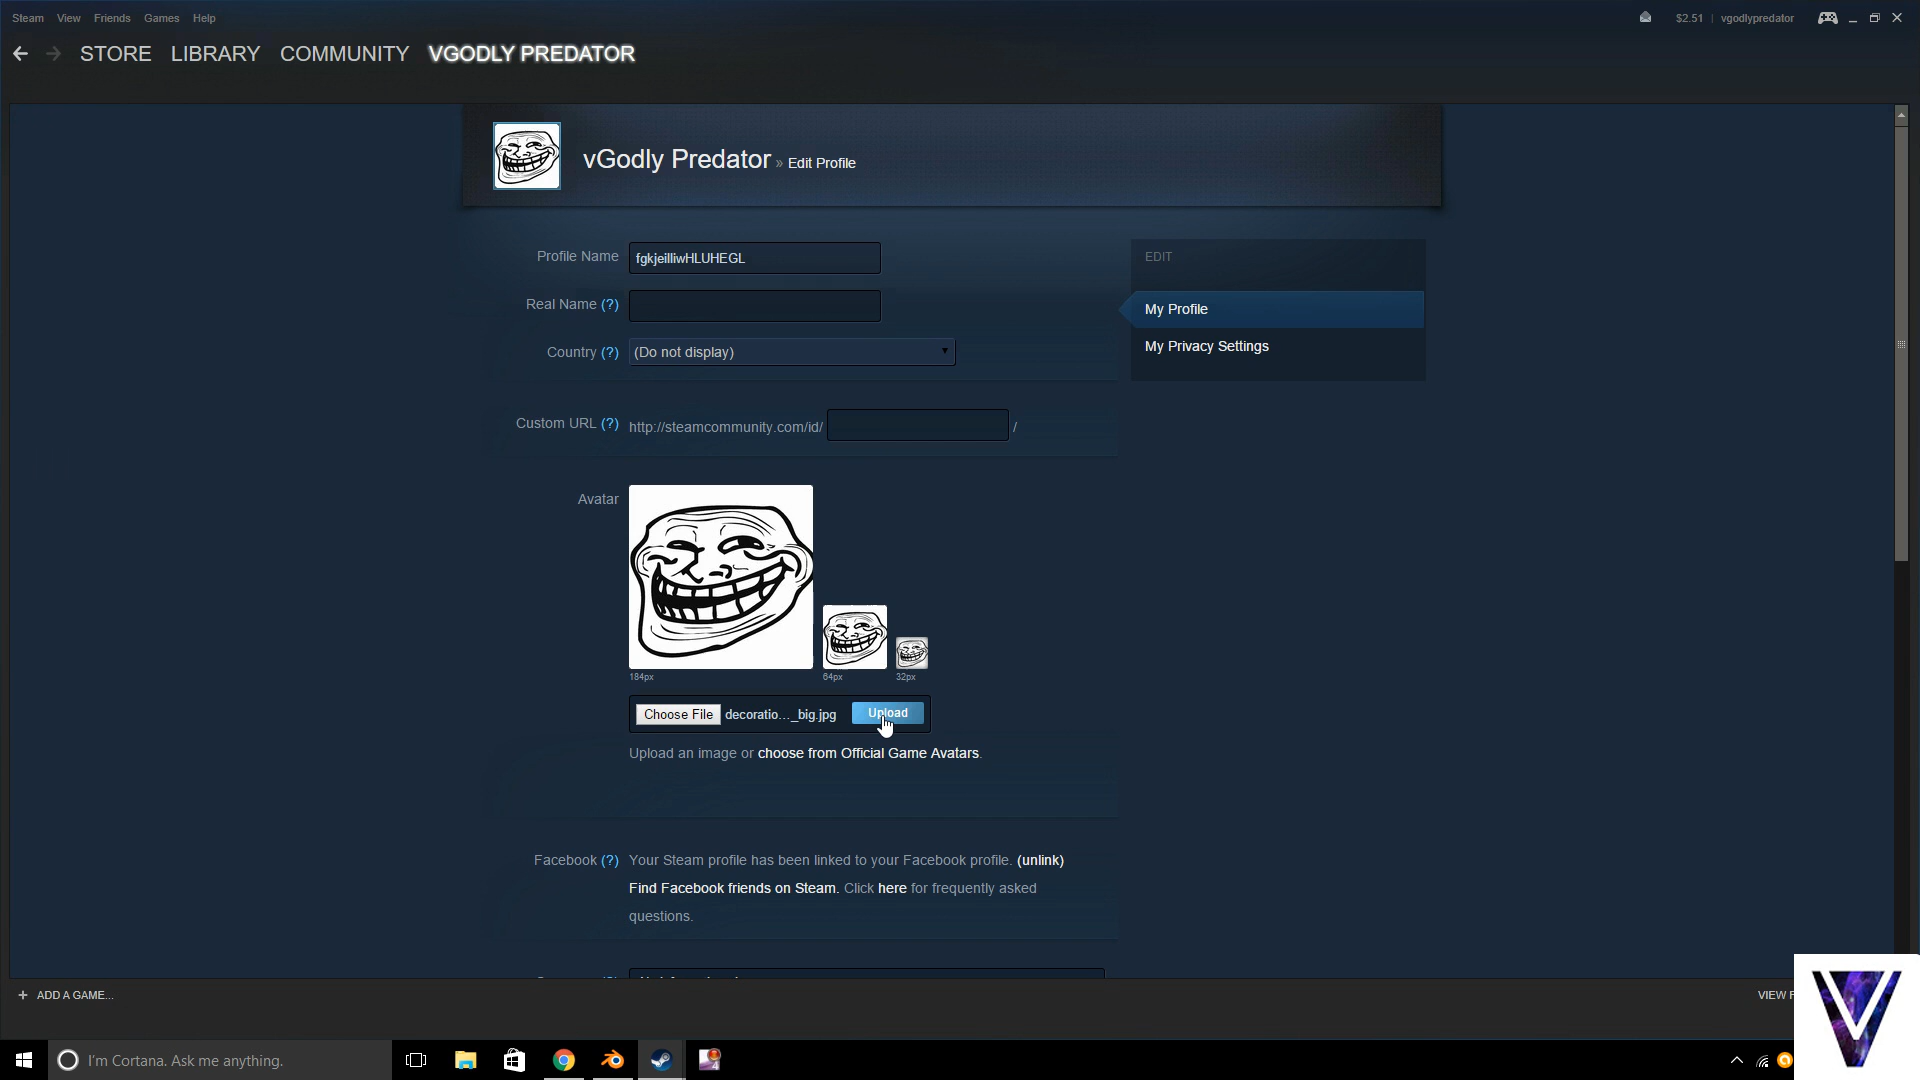 Steam View Friends Games Help
$2.51 | vgodlypredator
STORE LIBRARY COMMUNITY VGODLY PREDATOR
vGodly Predator » Edit Profile
Profile Name fgkjeilliwHLUHEGL
EDIT
Real Name (?)
My Profile
Country (?) (Do not display)
My Privacy Settings
Custom URL (?) http://steamcommunity.com/id/ /
Avatar
184px 64px 32px
Choose File decoratio..._big.jpg Upload
Upload an image or choose from Official Game Avatars.
Facebook (?) Your Steam profile has been linked to your Facebook profile. (unlink)
Find Facebook friends on Steam. Click here for frequently asked
questions.
+ ADD A GAME...
VIEW
V
I'm Cortana. Ask me anything.
4